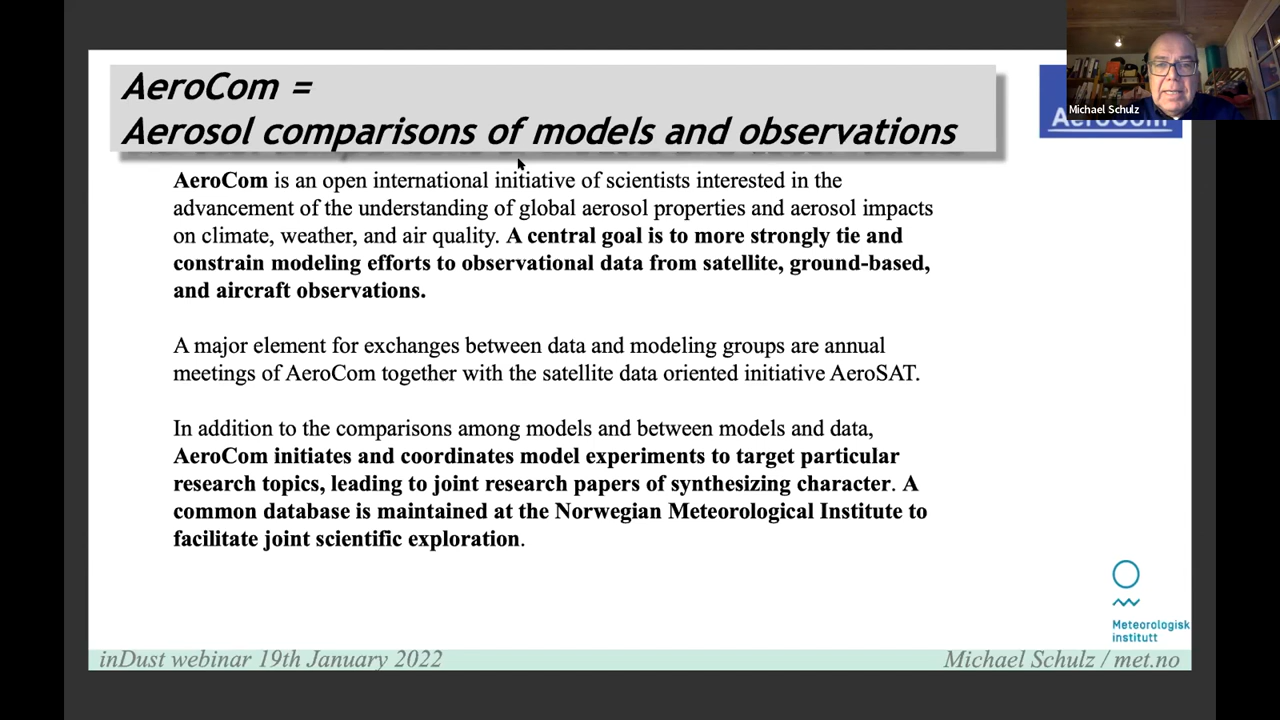 AeroCom =
Aerosol comparisons of models and observations
Michael Schulz
AeroCom
AeroCom is an open international initiative of scientists interested in the
advancement of the understanding of global aerosol properties and aerosol impacts
on climate, weather, and air quality. A central goal is to more strongly tie and
constrain modeling efforts to observational data from satellite, ground-based,
and aircraft observations.
A major element for exchanges between data and modeling groups are annual
meetings of AeroCom together with the satellite data oriented initiative AeroSAT.
In addition to the comparisons among models and between models and data,
AeroCom initiates and coordinates model experiments to target particular
research topics, leading to joint research papers of synthesizing character. A
common database is maintained at the Norwegian Meteorological Institute to
facilitate joint scientific exploration.
Meteorologisk
institutt
inDust webinar 19th January 2022
Michael Schulz / met.no